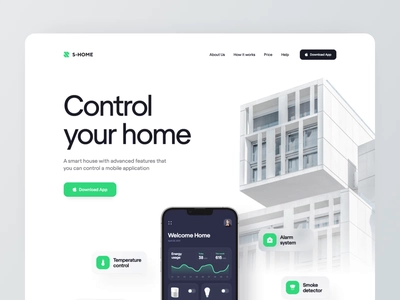 S-HOME
About Us
How it works
Price
Help
Download App
Control
your home
A smart house with advanced features that
you can control a mobile application
Download App
Welcome Home
Energy
usage
Temperature
control
Alarm
system
Smoke
detector